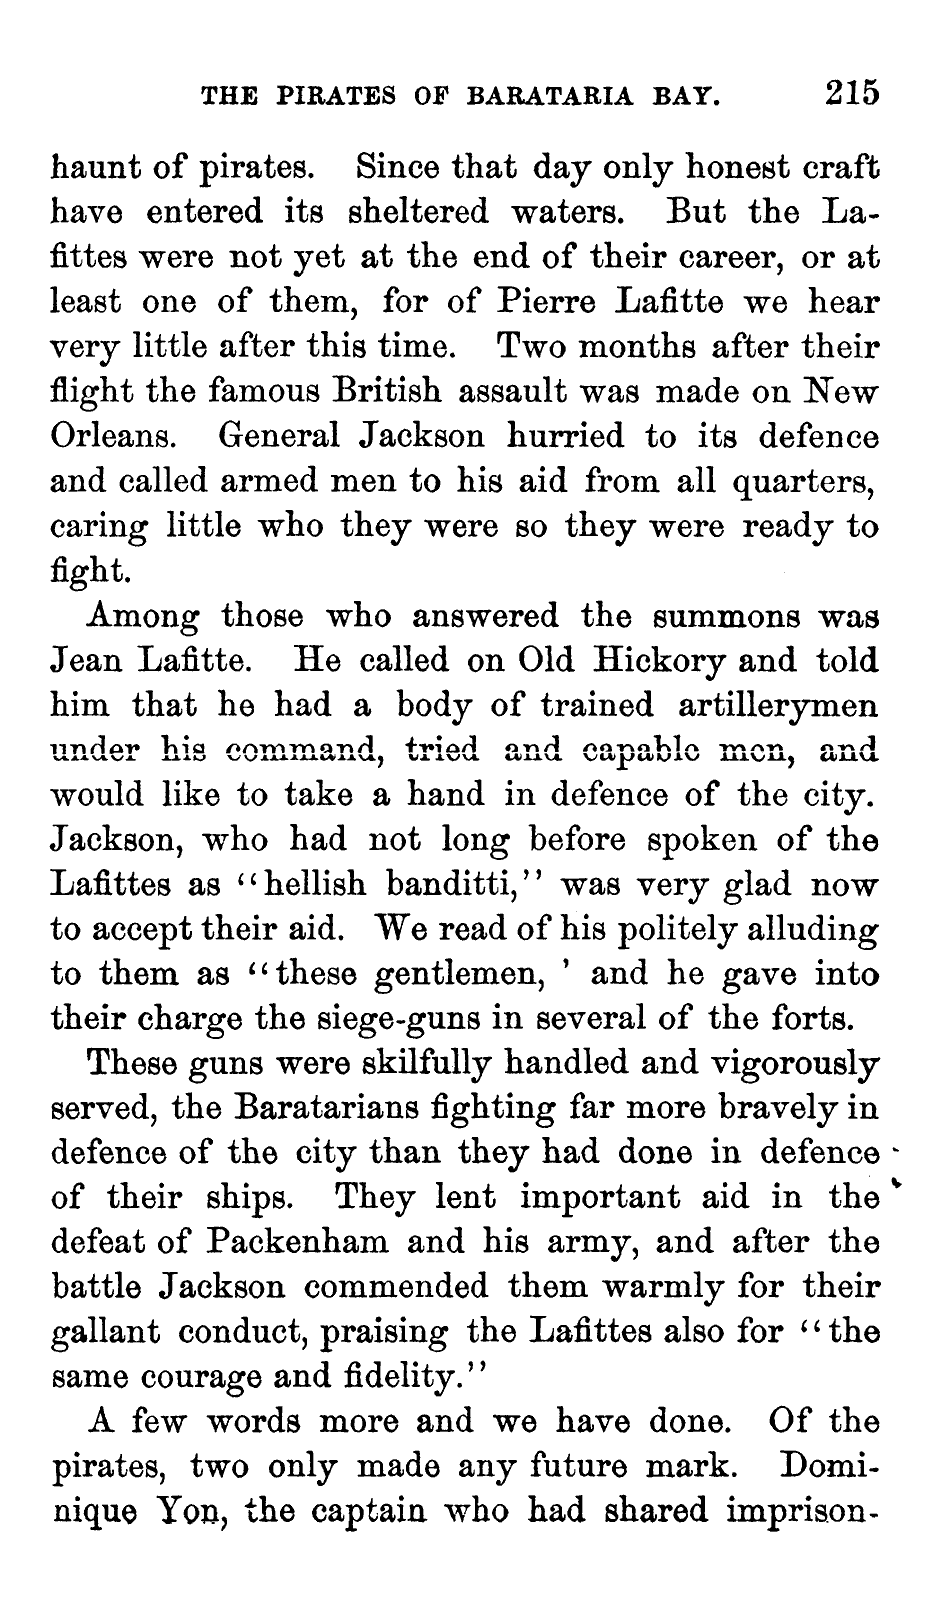 THE PIRATES OF BARATARIA BAY. 215
haunt of pirates. Since that day only honest craft
have entered its sheltered waters. But the La-
fittes were not yet at the end of their career, or at
least one of them, for of Pierre Lafitte we hear
very little after this time. Two months after their
flight the famous British assault was made on New
Orleans. General Jackson hurried to its defence
and called armed men to his aid from all quarters,
caring little who they were so they were ready to
fight.
Among those who answered the summons was
Jean Lafitte. He called on Old Hickory and told
him that he had a body of trained artillerymen
under his command, tried and capable men, and
would like to take a hand in defence of the city.
Jackson, who had not long before spoken of the
Lafittes as “hellish banditti,” was very glad now
to accept their aid. We read of his politely alluding
to them as “these gentlemen, ’ and he gave into
their charge the siege-guns in several of the forts.
These guns were skilfully handled and vigorously
served, the Baratarians fighting far more bravely in
defence of the city than they had done in defence
of their ships. They lent important aid in the
defeat of Packenham and his army, and after the
battle Jackson commended them warmly for their
gallant conduct, praising the Lafittes also for “the
same courage and fidelity.”
A few words more and we have done. Of the
pirates, two only made any future mark. Domi-
nique Yon, the captain who had shared imprison-